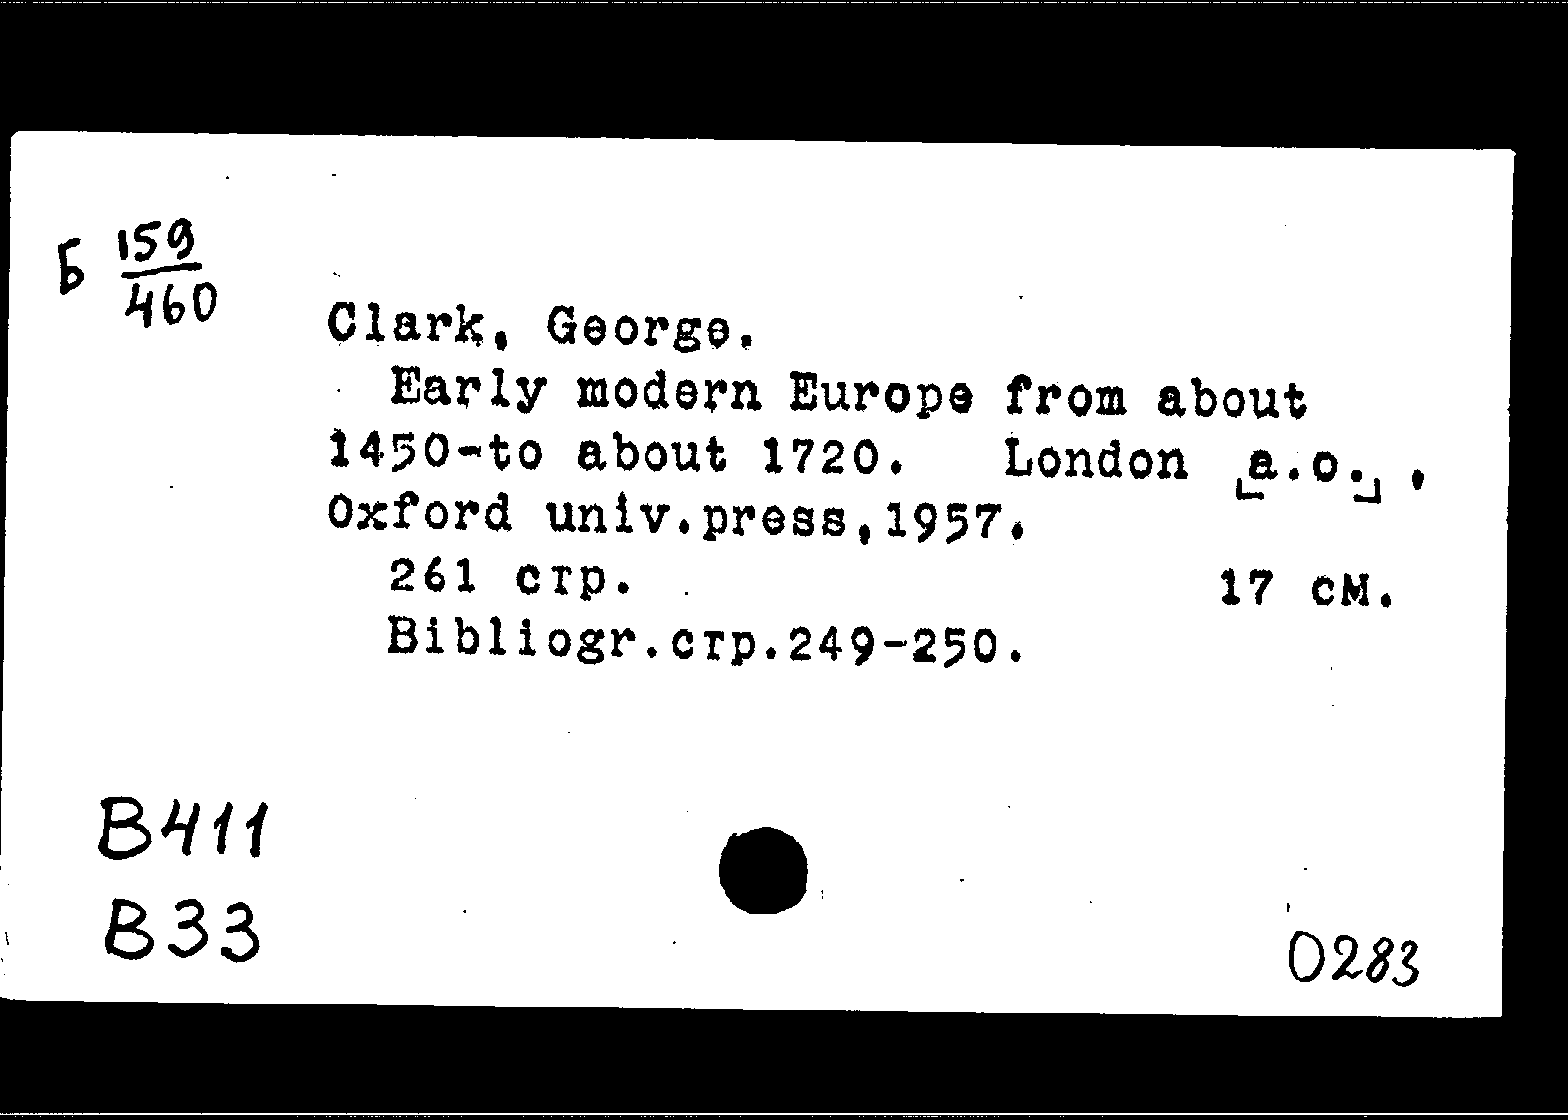 Б 159
460
Clark, George.
Early modern Europe from about
1450-to about 1720. London [a.o.],
Oxford univ.press,1957.
261 стр. 17 см.
Bibliogr.стр.249-250.
B411
B33
0283